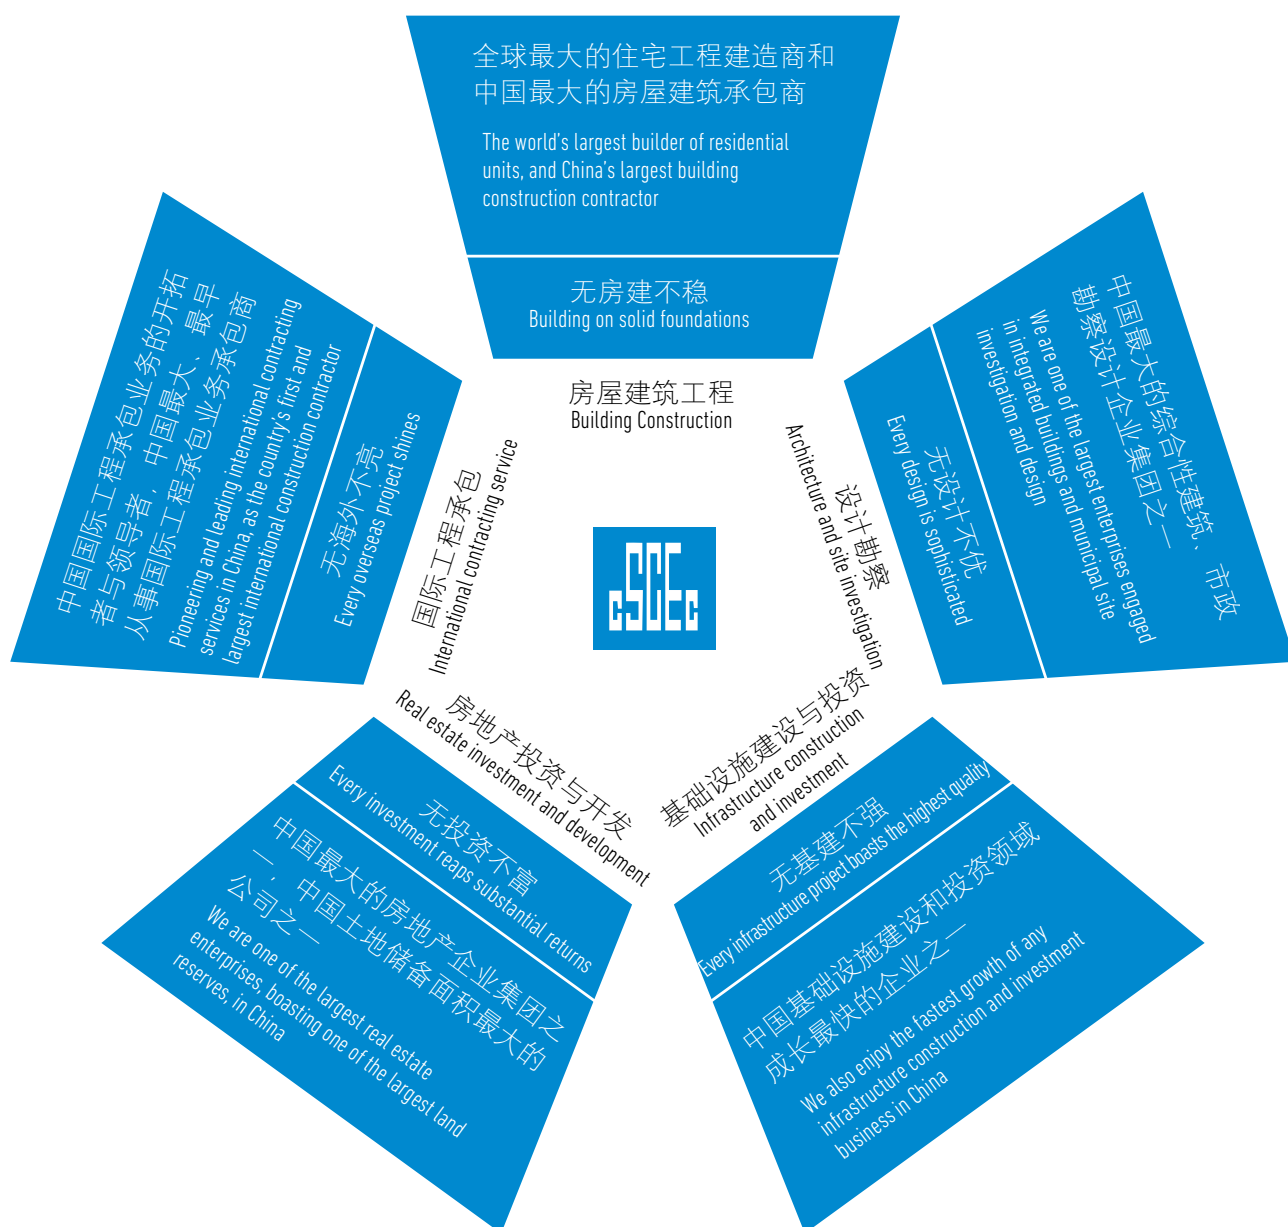 全球最大的住宅工程建造商和
中国最大的房屋建筑承包商
The world's largest builder of residential
units, and China's largest building
construction contractor
无房建不稳
Building on solid foundations
房屋建筑工程
Building Construction
中国最大的综合性建筑、市政
勘察设计企业集团之一
We are one of the largest enterprises engaged
in integrated buildings and municipal site
investigation and design
无设计不优
Every design is sophisticated
设计勘察
Architecture and site investigation
基础设施建设与投资
Infrastructure construction
and investment
无基建不强
Every infrastructure project boasts the highest quality
中国基础设施建设和投资领域
成长最快的企业之一
We also enjoy the fastest growth of any
infrastructure construction and investment
business in China
房地产投资与开发
Real estate investment and development
无投资不富
Every investment reaps substantial returns
中国最大的房地产企业集团之
一，中国土地储备面积最大的
公司之一
We are one of the largest real estate
enterprises, boasting one of the largest land
reserves, in China
中国国际工程承包业务的开拓
者与领导者，中国最大、最早
从事国际工程承包业务承包商
Pioneering and leading international contracting
services in China, as the country's first and
largest international construction contractor
无海外不亮
Every overseas project shines
国际工程承包
International contracting service
CSCEC